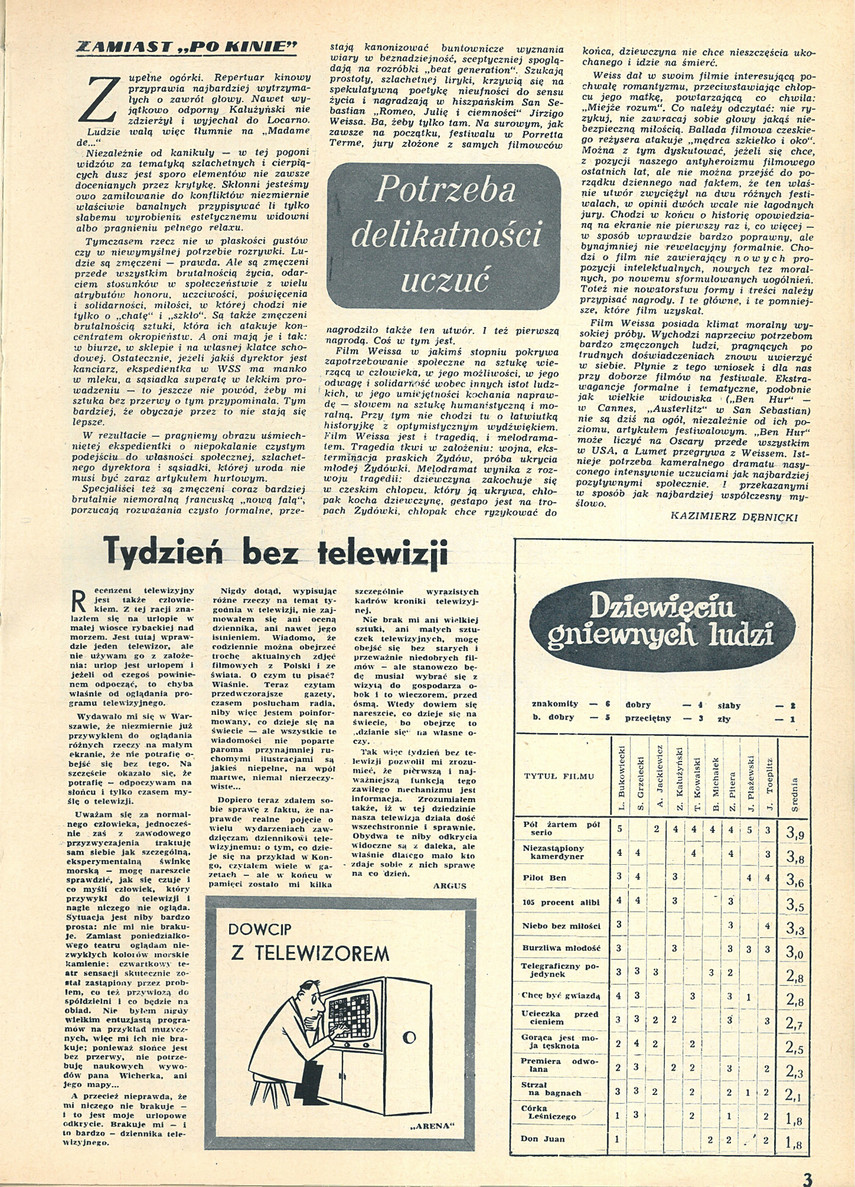 ZAMIAST „PO KINIE”
Zupełne ogórki. Repertuar kinowy
przyprawia najbardziej wytrzyma-
łych o zawrót głowy. Nawet wy-
jątkowo odporny Kałużyński nie
zdzierżył i wyjechał do Locarno.
Ludzie walą więc tłumnie na „Madame
de...”
Niezależnie od kanikuły — w tej pogoni
widzów za tematyką szlachetnych i cierpią-
cych dusz jest sporo elementów nie zawsze
docenianych przez krytykę. Skłonni jesteśmy
owo zamiłowanie do konfliktów niezmiernie
właściwie banalnych przypisywać li tylko
słabemu wyrobieniu estetycznemu widowni
albo pragnieniu pełnego relaxu.
Tymczasem rzecz nie w płaskości gustów
czy w niewymyślnej potrzebie rozrywki. Lu-
dzie są zmęczeni — prawda. Ale są zmęczeni
przede wszystkim brutalnością życia, odar-
ciem stosunków w społeczeństwie z wielu
atrybutów honoru, uczciwości, poświęcenia
i solidarności, miłości, w której chodzi nie
tylko o „chatę” i „szkło”. Są także zmęczeni
brutalnością sztuki, która ich atakuje kon-
centratem okropieństw. A oni mają je i tak:
w biurze, w sklepie i na własnej klatce scho-
dowej. Ostatecznie, jeżeli jakiś dyrektor jest
kanciarz, ekspedientka w WSS ma manko
w mleku, a sąsiadka superatę w lekkim pro-
wadzeniu — to jeszcze nie powód, żeby mi
sztuka bez przerwy o tym przypominała. Tym
bardziej, że obyczaje przez to nie stają się
lepsze.
W rezultacie — pragniemy obrazu uśmiech-
niętej ekspedientki o niepokalanie czystym
podejściu do własności społecznej, szlachet-
nego dyrektora i sąsiadki, której uroda nie
musi być zaraz artykułem hurtowym.
Specjaliści też są zmęczeni coraz bardziej
brutalnie niemoralną francuską „nową falą”,
porzucają rozważania czysto formalne, prze-
stają kanonizować buntownicze wyznania
wiary w beznadziejność, sceptyczniej spoglą-
dają na rozróbki „beat generation”. Szukają
prostoty, szlachetnej liryki, krzywią się na
spekulatywną poetykę nieufności do sensu
życia i nagradzają w hiszpańskim San Se-
bastian „Romeo, Julię i ciemności” Jirzigo
Weissa. Ba, żeby tylko tam. Na surowym, jak
zawsze na początku, festiwalu w Porretta
Terme, jury złożone z samych filmowców
Potrzeba
delikatności
uczuć
nagrodziło także ten utwór. I też pierwszą
nagrodą. Coś w tym jest.
Film Weissa w jakimś stopniu pokrywa
zapotrzebowanie społeczne na sztukę wie-
rzącą w człowieka, w jego możliwości, w jego
odwagę i solidarność wobec innych istot ludz-
kich, w jego umiejętności kochania napraw-
dę — słowem na sztukę humanistyczną i mo-
ralną. Przy tym nie chodzi tu o łatwiutką
historyjkę z optymistycznym wydźwiękiem.
Film Weissa jest i tragedią, i melodrama-
tem. Tragedia tkwi w założeniu: wojna, eks-
terminacja praskich Żydów, próba ukrycia
młodej Żydówki. Melodramat wynika z roz-
woju tragedii: dziewczyna zakochuje się
w czeskim chłopcu, który ją ukrywa, chło-
pak kocha dziewczynę, gestapo jest na tro-
pach Żydówki, chłopak chce ryzykować do
końca, dziewczyna nie chce nieszczęścia uko-
chanego i idzie na śmierć.
Weiss dał w swoim filmie interesującą po-
chwałę romantyzmu, przeciwstawiając chłop-
cu jego matkę, powtarzającą co chwila:
„Miejże rozum”. Co należy odczytać: nie ry-
zykuj, nie zawracaj sobie głowy jakąś nie-
bezpieczną miłością. Ballada filmowa czeskie-
go reżysera atakuje „mędrca szkiełko i oko”.
Można z tym dyskutować, jeżeli się chce,
z pozycji naszego antyheroizmu filmowego
ostatnich lat, ale nie można przejść do po-
rządku dziennego nad faktem, że ten właś-
nie utwór zwyciężył na dwu różnych festi-
walach, w opinii dwóch wcale nie łagodnych
jury. Chodzi w końcu o historię opowiedzia-
ną na ekranie nie pierwszy raz i, co więcej —
w sposób wprawdzie bardzo poprawny, ale
bynajmniej nie rewelacyjny formalnie. Cho-
dzi o film nie zawierający nowych pro-
pozycji intelektualnych, nowych tez moral-
nych, po nowemu sformułowanych uogólnień.
Toteż nie nowatorstwu formy i treści należy
przypisać nagrody. I te główne, i te pomniej-
sze, które film uzyskał.
Film Weissa posiada klimat moralny wy-
sokiej próby. Wychodzi naprzeciw potrzebom
bardzo zmęczonych ludzi, pragnących po
trudnych doświadczeniach znowu uwierzyć
w siebie. Płynie z tego wniosek i dla nas
przy doborze filmów na festiwale. Ekstra-
wagancje formalne i tematyczne, podobnie
jak wielkie widowiska („Ben Hur” —
w Cannes, „Austerlitz” w San Sebastian)
nie są dziś na ogół, niezależnie od ich po-
ziomu, artykułem festiwalowym. „Ben Hur”
może liczyć na Oscary przede wszystkim
w USA, a Lumet przegrywa z Weissem. Ist-
nieje potrzeba kameralnego dramatu nasy-
conego intensywnie uczuciami jak najbardziej
pozytywnymi społecznie. I przekazanymi
w sposób jak najbardziej współczesny my-
ślowo.
KAZIMIERZ DĘBNICKI
Tydzień bez telewizji
Recenzent telewizyjny
jest także człowie-
kiem. Z tej racji zna-
lazłem się na urlopie w
małej wiosce rybackiej nad
morzem. Jest tutaj wpraw-
dzie jeden telewizor, ale
nie używam go z założe-
nia: urlop jest urlopem i
jeżeli od czegoś powinie-
nem odpocząć, to chyba
właśnie od oglądania pro-
gramu telewizyjnego.
Wydawało mi się w War-
szawie, że niezmiernie już
przywykłem do oglądania
różnych rzeczy na małym
ekranie, że nie potrafię o-
bejść się bez tego. Na
szczęście okazało się, że
potrafię — odpoczywam na
słońcu i tylko czasem my-
ślę o telewizji.
Uważam się za normal-
nego człowieka, jednocześ-
nie zaś z zawodowego
przyzwyczajenia traktuję
sam siebie jak szczególną,
eksperymentalną świnkę
morską — mogę nareszcie
sprawdzić, jak się czuje i
co myśli człowiek, który
przywykł do telewizji i
nagle niczego nie ogląda.
Sytuacja jest niby bardzo
prosta: nic mi nie braku-
je. Zamiast poniedziałko-
wego teatru oglądam nie-
zwykłych kolorów morskie
kamienie; czwartkowy te-
atr sensacji skutecznie zo-
stał zastąpiony przez prob-
lem, co też przywiozą do
spółdzielni i co będzie na
obiad. Nie byłem nigdy
wielkim entuzjastą progra-
mów na przykład muzycz-
nych, więc mi ich nie bra-
kuje; ponieważ słońce jest
bez przerwy, nie potrze-
buję naukowych wywo-
dów pana Wicherka, ani
jego mapy...
A przecież nieprawda, że
mi niczego nie brakuje —
i to jest moje urlopowe
odkrycie. Brakuje mi — i
to bardzo — dziennika tele-
wizyjnego.
Nigdy dotąd, wypisując
różne rzeczy na temat ty-
godnia w telewizji, nie zaj-
mowałem się ani oceną
dziennika, ani nawet jego
istnieniem. Wiadomo, że
codziennie można obejrzeć
trochę aktualnych zdjęć
filmowych z Polski i ze
świata. O czym tu pisać?
Właśnie. Teraz czytam
przedwczorajsze gazety,
czasem posłucham radia,
niby więc jestem poinfor-
mowany, co dzieje się na
świecie — ale wszystkie te
wiadomości nie poparte
paroma przynajmniej ru-
chomymi ilustracjami są
jakieś niepełne, na wpół
martwe, niemal nierzeczy-
wiste...
Dopiero teraz zdałem so-
bie sprawę z faktu, że na-
prawdę realne pojęcie o
wielu wydarzeniach zaw-
dzięczam dziennikowi tele-
wizyjnemu: o tym, co dzie-
je się na przykład w Kon-
go, czytałem wiele w ga-
zetach — ale w końcu w
pamięci zostało mi kilka
szczególnie wyrazistych
kadrów kroniki telewizyj-
nej.
Nie brak mi ani wielkiej
sztuki, ani małych sztu-
czek telewizyjnych, mogę
obejść się bez starych i
przeważnie niedobrych fil-
mów — ale stanowczo bę-
dę musiał wybrać się z
wizytą do gospodarza o-
bok i to wieczorem, przed
ósmą. Wtedy dowiem się
nareszcie, co dzieje się na
świecie, bo obejrzę to
„dzianie się” na własne o-
czy.
Tak więc tydzień bez te-
lewizji pozwolił mi zrozu-
mieć, że pierwszą i naj-
ważniejszą funkcją tego
zawiłego mechanizmu jest
informacja. Zrozumiałem
także, iż w tej dziedzinie
nasza telewizja działa dość
wszechstronnie i sprawnie.
Obydwa te niby odkrycia
widoczne są z daleka, ale
właśnie dlatego mało kto
zdaje sobie z nich sprawę
na co dzień.
ARGUS
DOWCIP
Z TELEWIZOREM
„ARENA”
Dziewięciu
gniewnych ludzi
znakomity — 6 dobry — 4 słaby — 2
b. dobry — 5 przeciętny — 3 zły — 1
TYTUŁ FILMU L. Bukowiecki S. Grzelecki A. Jackiewicz Z. Kałużyński T. Kowalski B. Michałek Z. Pitera J. Płażewski J. Toeplitz Średnia
Pół żartem pół
serio 5 2 4 4 4 4 5 3 3,9
Niezastąpiony
kamerdyner 4 4 4 4 3 3,8
Pilot Ben 3 4 3 4 4 3,6
105 procent alibi 4 4 3 3 3,5
Niebo bez miłości 3 3 4 3,3
Burzliwa młodość 3 3 3 3 3 3,0
Telegraficzny po-
jedynek 3 3 3 3 2 2,8
Chcę być gwiazdą 4 3 3 3 1 2,8
Ucieczka przed
cieniem 3 3 2 2 3 3 2,7
Gorąca jest mo-
ja tęsknota 2 4 2 2 2,5
Premiera odwo-
łana 2 3 2 2 3 2 2,3
Strzał
na bagnach 3 3 2 2 2 1 2 2,1
Córka
Leśniczego 1 3 2 1 2 1,8
Don Juan 1 2 2 2 1,8
3